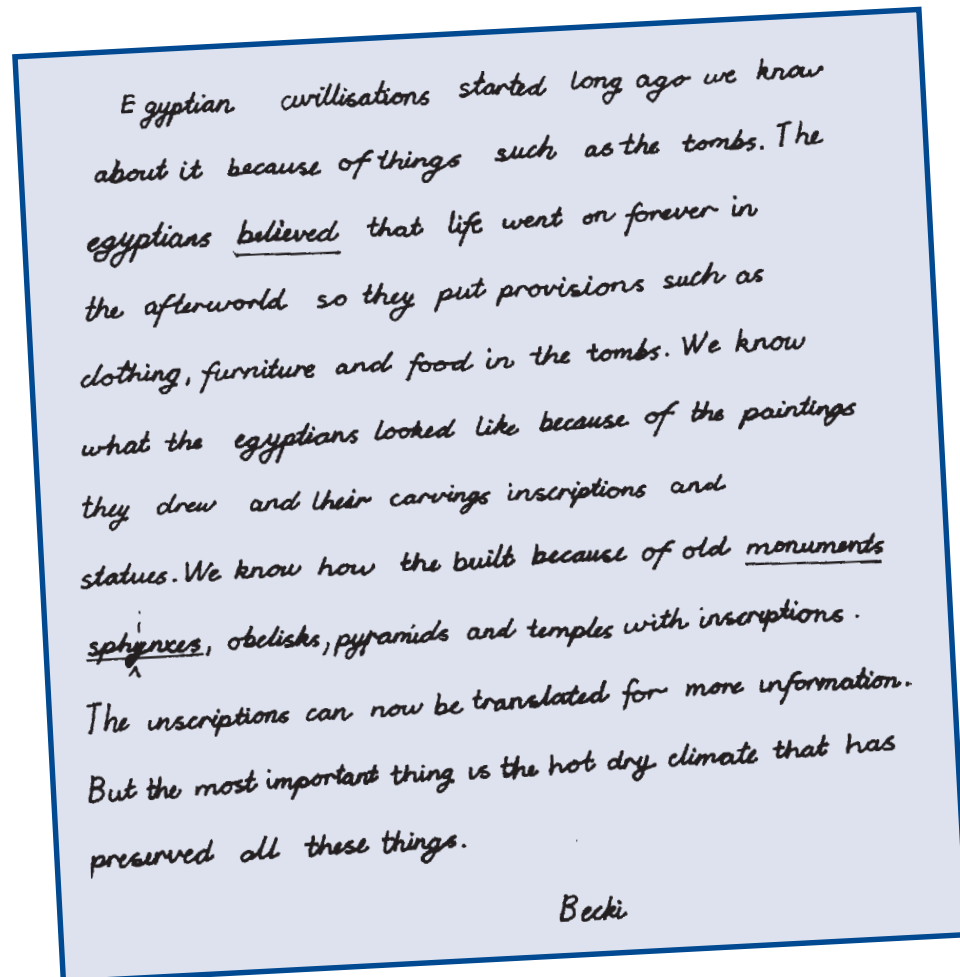 Egyptian civillisations started long ago we know
about it because of things such as the tombs. The
egyptians believed that life went on forever in
the afterworld so they put provisions such as
clothing, furniture and food in the tombs. We know
what the egyptians looked like because of the paintings
they drew and their carvings inscriptions and
statues. We know how the built because of old monuments
sphinxes, obelisks, pyramids and temples with inscriptions.
The inscriptions can now be translated for more information.
But the most important thing is the hot dry climate that has
preserved all these things.
Becki